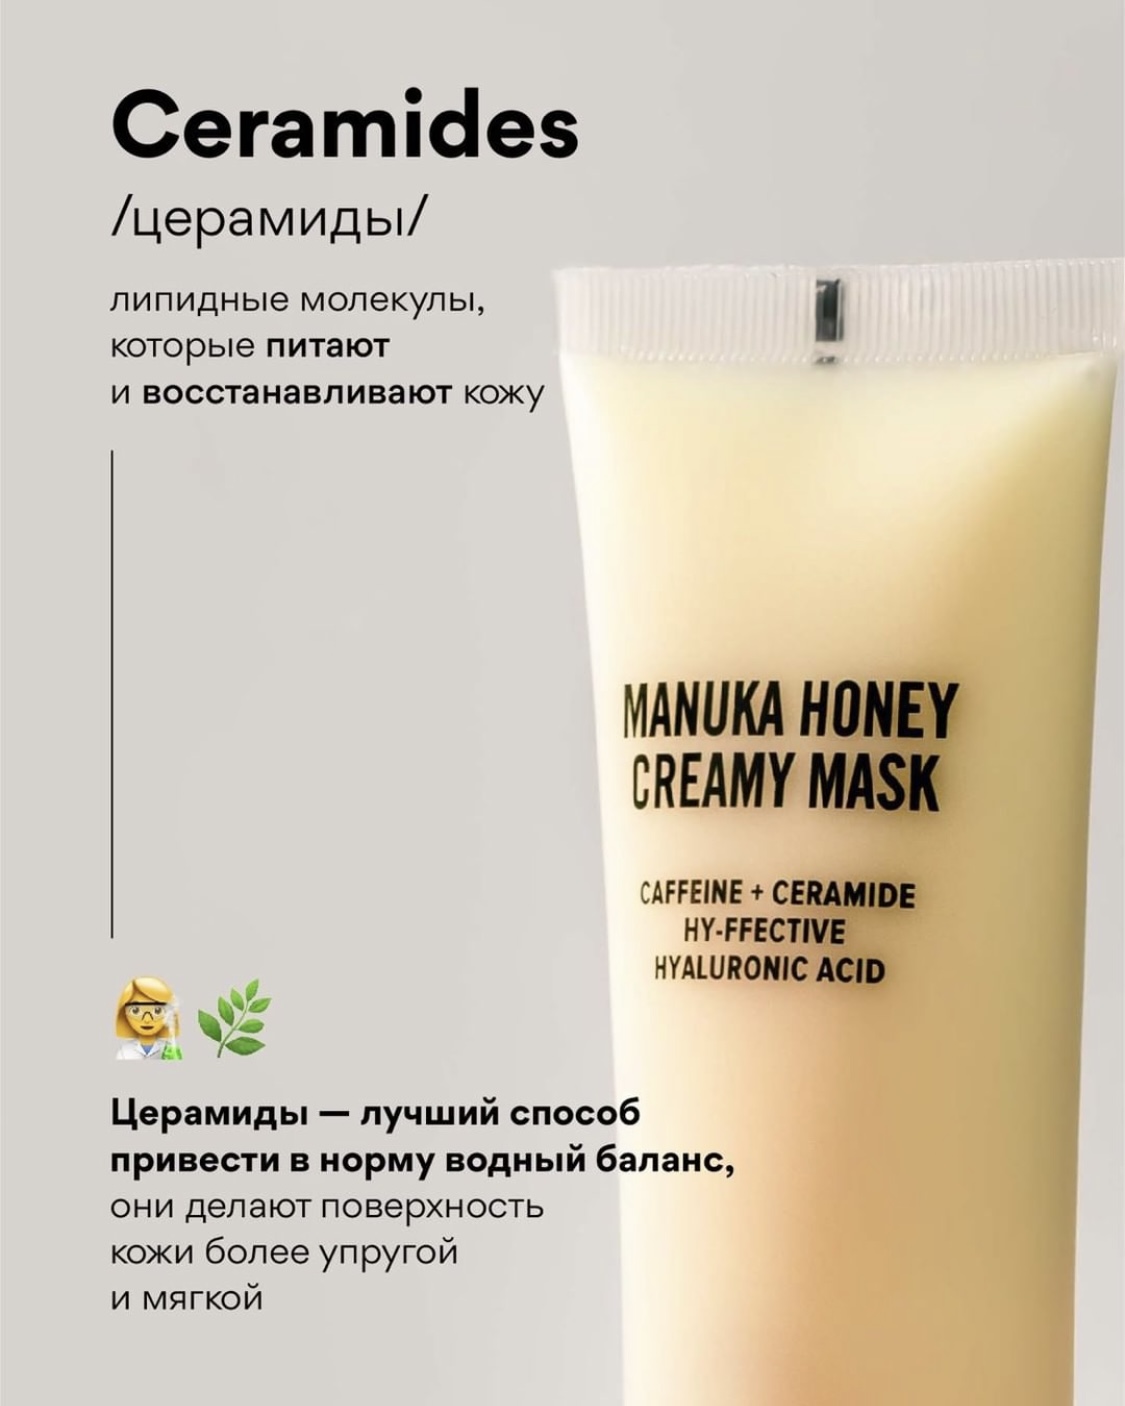 Ceramides
/церамиды/
липидные молекулы,
которые питают
и восстанавливают кожу
MANUKA HONEY
CREAMY MASK
CAFFEINE + CERAMIDE
HY-FFECTIVE
HYALURONIC ACID
Церамиды — лучший способ
привести в норму водный баланс,
они делают поверхность
кожи более упругой
и мягкой